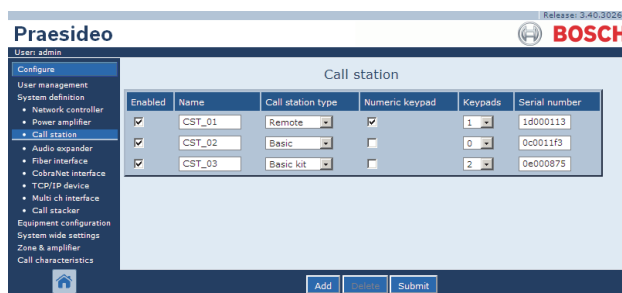 Release: 3.40.3026
Praesideo
BOSCH
User: admin
Configure
User management
System definition
• Network controller
• Power amplifier
• Call station
• Audio expander
• Fiber interface
• CobraNet interface
• TCP/IP device
• Multi ch interface
• Call stacker
Equipment configuration
System wide settings
Zone & amplifier
Call characteristics
Call station
Enabled Name Call station type Numeric keypad Keypads Serial number
CST_01 Remote 1 1d000113
CST_02 Basic 0 0c0011f3
CST_03 Basic kit 2 0e000875
Add Delete Submit